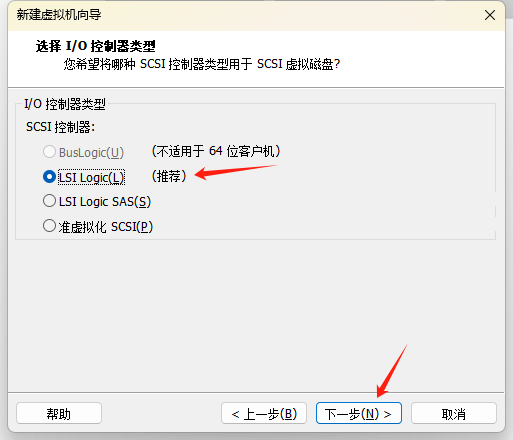 新建虚拟机向导
选择 I/O 控制器类型
您希望将哪种 SCSI 控制器类型用于 SCSI 虚拟磁盘?
I/O 控制器类型
SCSI 控制器:
BusLogic(U) (不适用于 64 位客户机)
LSI Logic(L) (推荐)
LSI Logic SAS(S)
准虚拟化 SCSI(P)
帮助 < 上一步(B) 下一步(N) > 取消